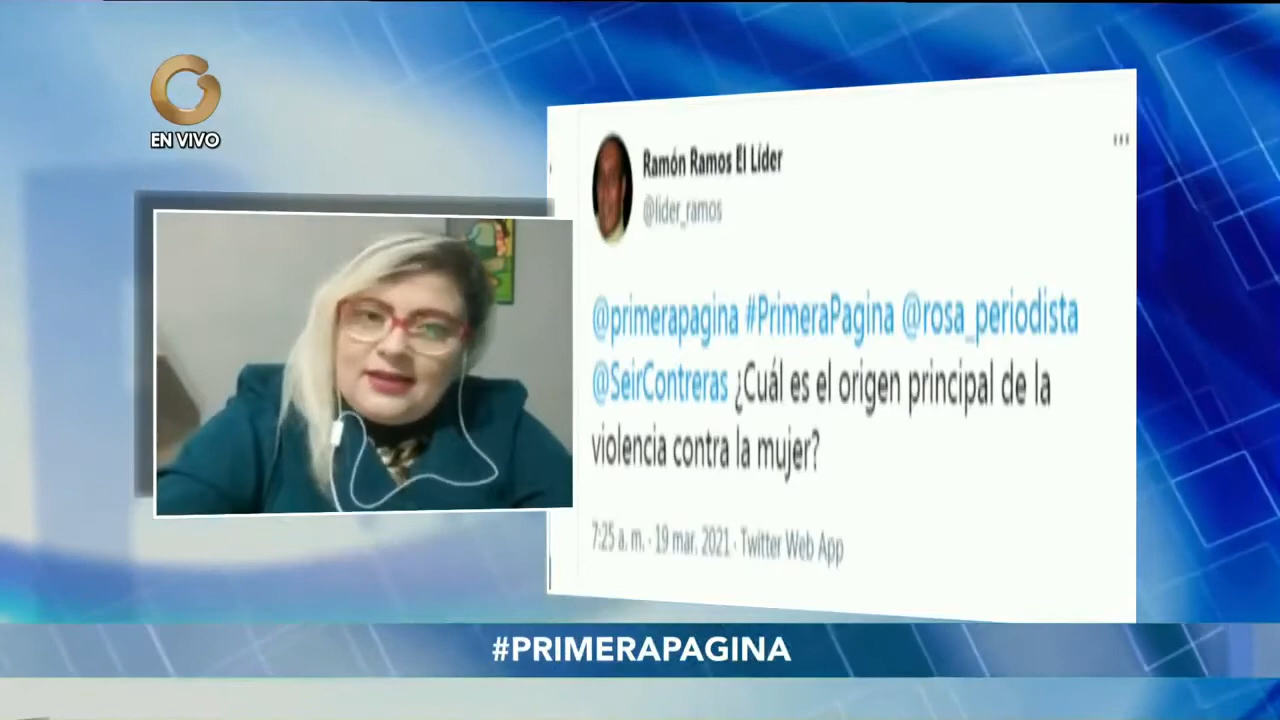 EN VIVO
Ramón Ramos El Líder
@lider_ramos
@primerapagina #PrimeraPagina @rosa_periodista
@SeirContreras ¿Cuál es el origen principal de la
violencia contra la mujer?
7:25 a. m. · 19 mar. 2021 · Twitter Web App
#PRIMERAPAGINA